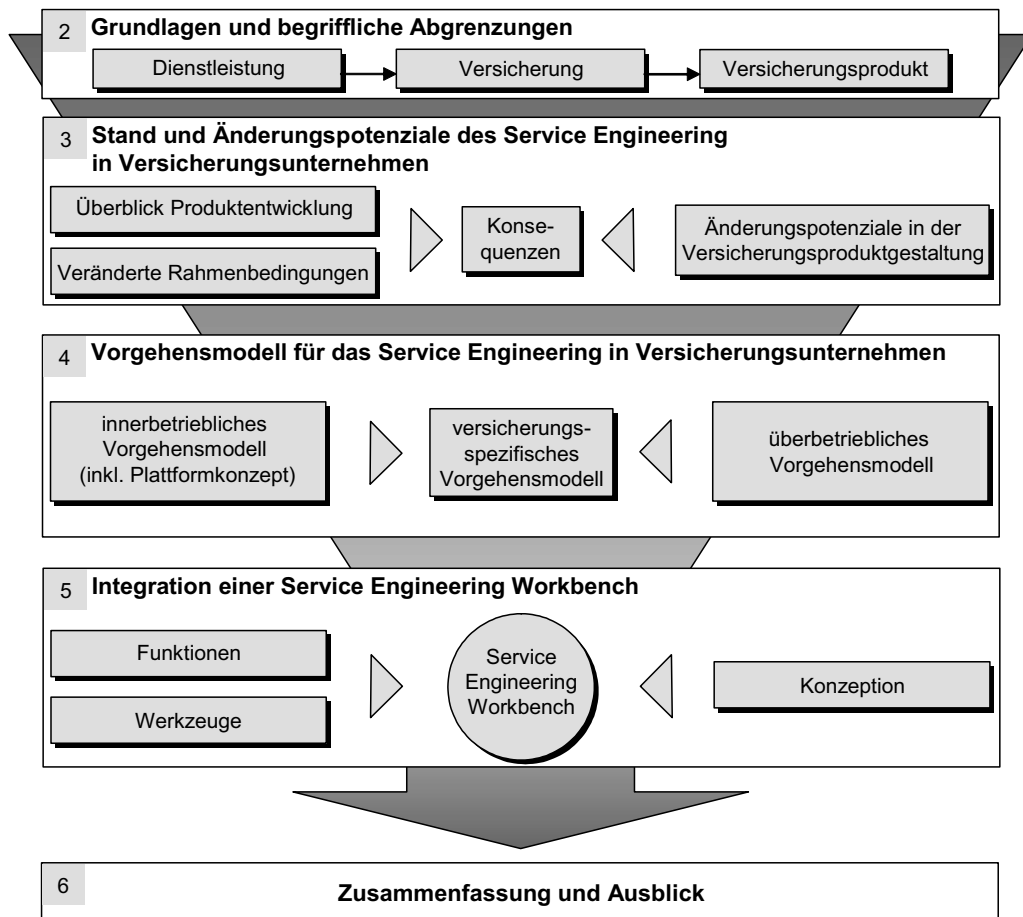 2 Grundlagen und begriffliche Abgrenzungen
Dienstleistung Versicherung Versicherungsprodukt
3 Stand und Änderungspotenziale des Service Engineering
in Versicherungsunternehmen
Überblick Produktentwicklung
Veränderte Rahmenbedingungen
Konse-
quenzen
Änderungspotenziale in der
Versicherungsproduktgestaltung
4 Vorgehensmodell für das Service Engineering in Versicherungsunternehmen
innerbetriebliches
Vorgehensmodell
(inkl. Plattformkonzept)
versicherungs-
spezifisches
Vorgehensmodell
überbetriebliches
Vorgehensmodell
5 Integration einer Service Engineering Workbench
Funktionen
Werkzeuge
Service
Engineering
Workbench
Konzeption
6 Zusammenfassung und Ausblick